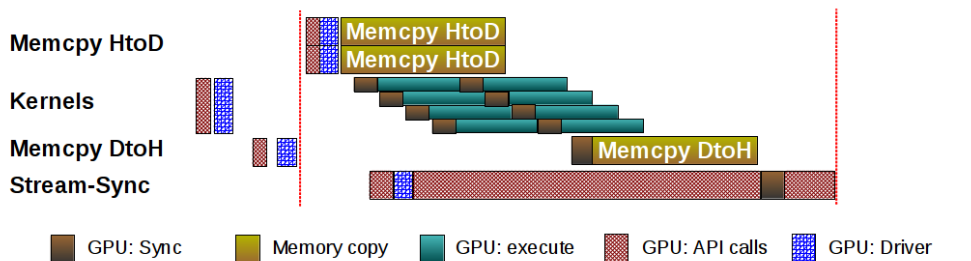 Memcpy HtoD
Memcpy HtoD
Memcpy HtoD
Kernels
Memcpy DtoH
Memcpy DtoH
Stream-Sync
GPU: Sync
Memory copy
GPU: execute
GPU: API calls
GPU: Driver